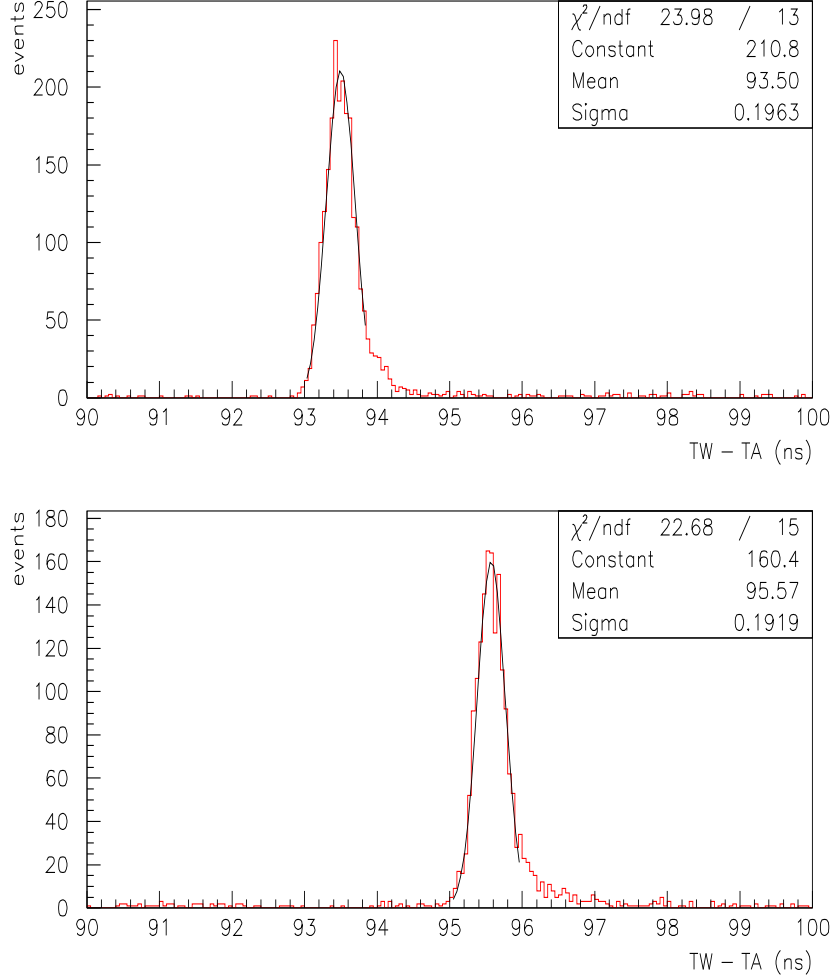 events
χ²/ndf 23.98 / 13
Constant 210.8
Mean 93.50
Sigma 0.1963
250
200
150
100
50
0
90 91 92 93 94 95 96 97 98 99 100
TW – TA (ns)
events
χ²/ndf 22.68 / 15
Constant 160.4
Mean 95.57
Sigma 0.1919
180
160
140
120
100
80
60
40
20
0
90 91 92 93 94 95 96 97 98 99 100
TW – TA (ns)